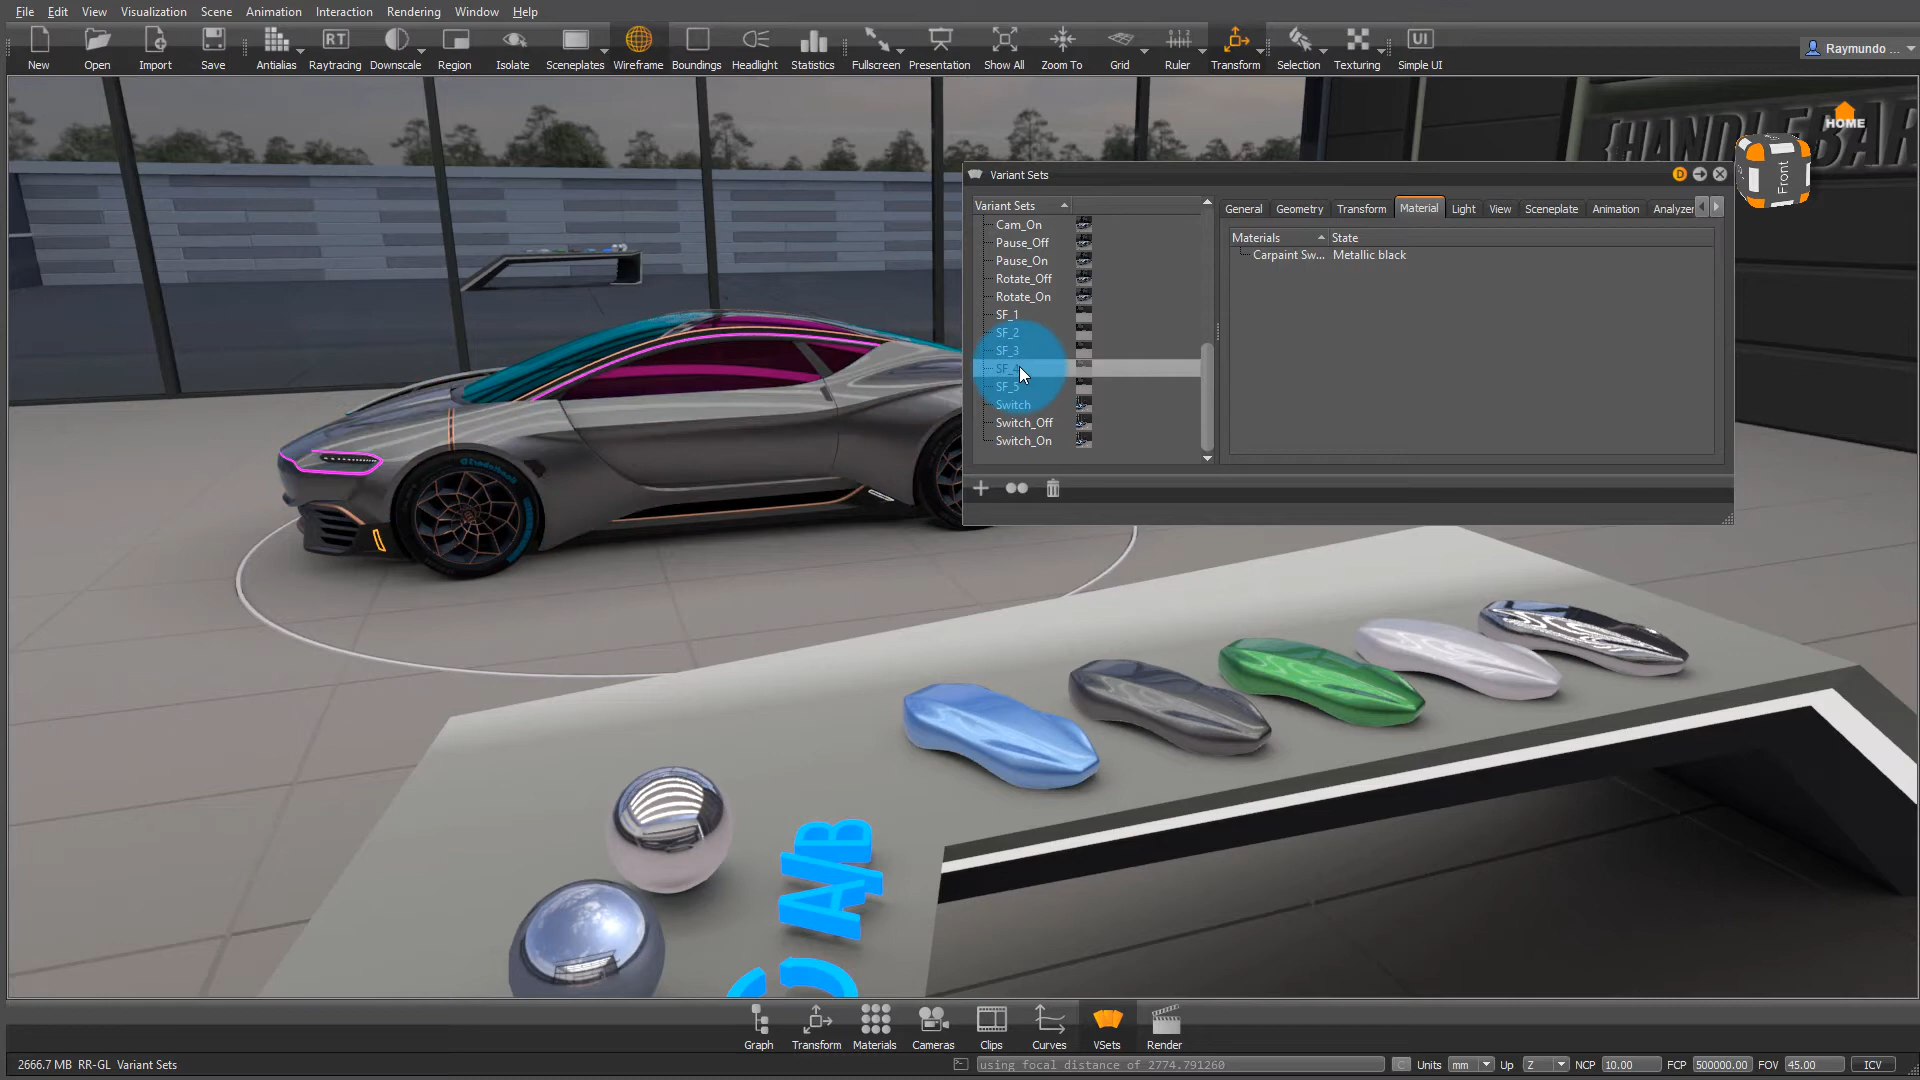 File Edit View Visualization Scene Animation Interaction Rendering Window Help
RT UI
New Open Import Save Antialias Raytracing Downscale Region Isolate Sceneplates Wireframe Boundings Headlight Statistics Fullscreen Presentation Show All Zoom To Grid Ruler Transform Selection Texturing Simple UI
Raymundo ...
{HANDLEBAR
HOME
Front
Variant Sets
D
Variant Sets
Cam_On
Pause_Off
Pause_On
Rotate_Off
Rotate_On
SF_1
SF_2
SF_3
SF_4
SF_5
Switch
Switch_Off
Switch_On
General Geometry Transform Material Light View Sceneplate Animation Analyzer
Materials State
Carpaint Sw... Metallic black
Graph Transform Materials Cameras Clips Curves VSets Render
2666.7 MB RR-GL Variant Sets
using focal distance of 2774.791260
C Units mm Up Z NCP 10.00 FCP 500000.00 FOV 45.00 ICV